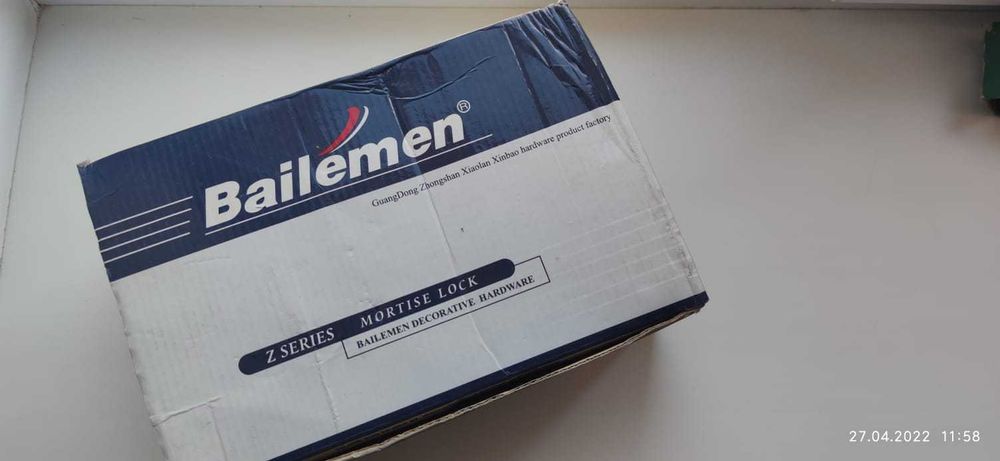 Bailemen®
GuangDong Zhongshan Xiaolan Xinbao hardware product factory
Z SERIES MORTISE LOCK
BAILEMEN DECORATIVE HARDWARE
27.04.2022 11:58